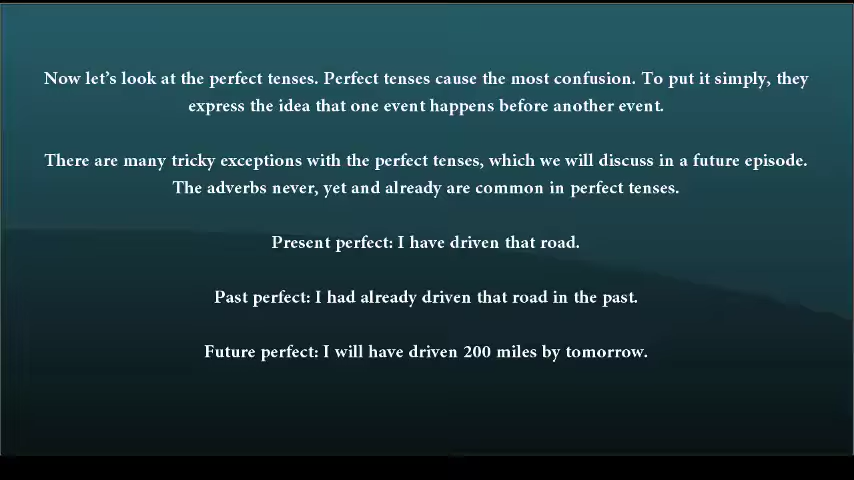 Now let's look at the perfect tenses. Perfect tenses cause the most confusion. To put it simply, they
express the idea that one event happens before another event.
There are many tricky exceptions with the perfect tenses, which we will discuss in a future episode.
The adverbs never, yet and already are common in perfect tenses.
Present perfect: I have driven that road.
Past perfect: I had already driven that road in the past.
Future perfect: I will have driven 200 miles by tomorrow.